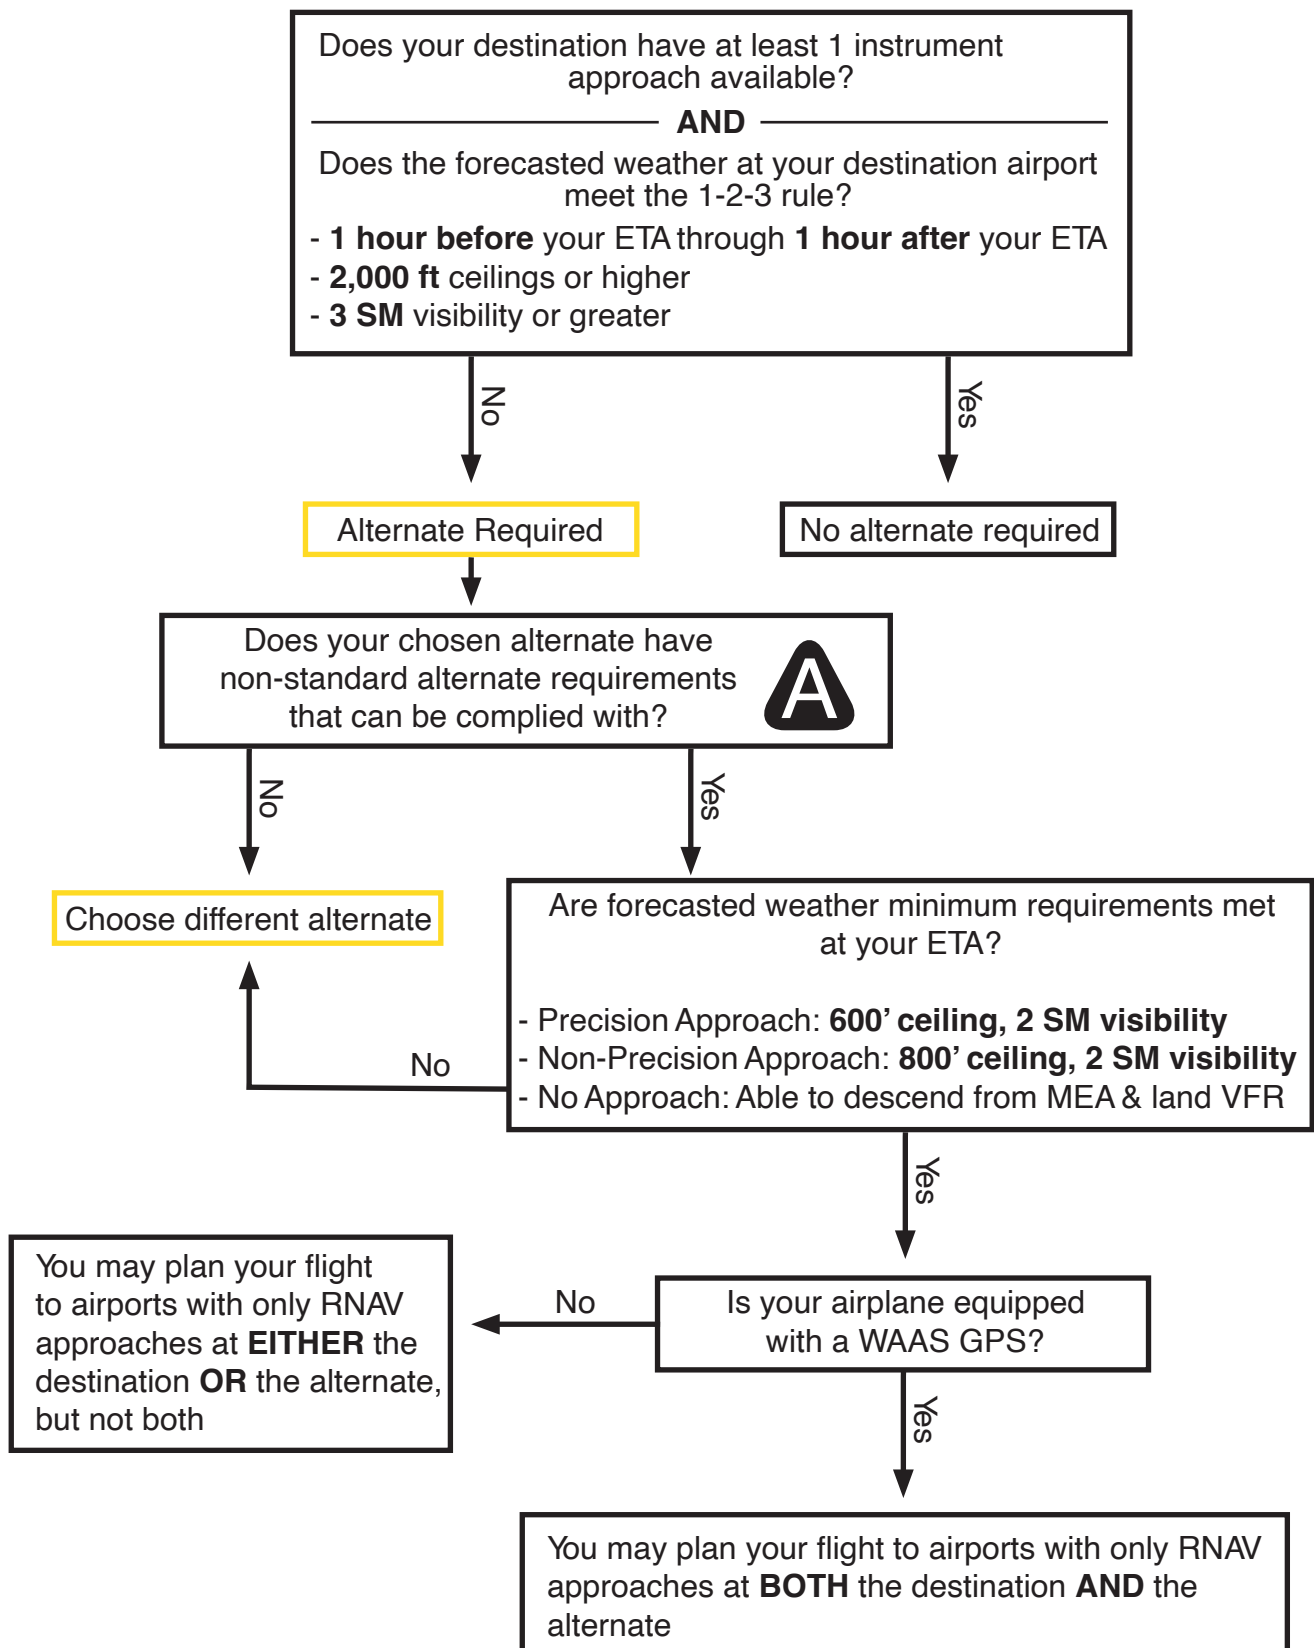 Does your destination have at least 1 instrument
approach available?
AND
Does the forecasted weather at your destination airport
meet the 1-2-3 rule?
- 1 hour before your ETA through 1 hour after your ETA
- 2,000 ft ceilings or higher
- 3 SM visibility or greater
No
Yes
Alternate Required
No alternate required
Does your chosen alternate have
non-standard alternate requirements
that can be complied with?
A
No
Yes
Choose different alternate
Are forecasted weather minimum requirements met
at your ETA?
- Precision Approach: 600’ ceiling, 2 SM visibility
- Non-Precision Approach: 800’ ceiling, 2 SM visibility
- No Approach: Able to descend from MEA & land VFR
No
Yes
You may plan your flight
to airports with only RNAV
approaches at EITHER the
destination OR the alternate,
but not both
No
Is your airplane equipped
with a WAAS GPS?
Yes
You may plan your flight to airports with only RNAV
approaches at BOTH the destination AND the
alternate